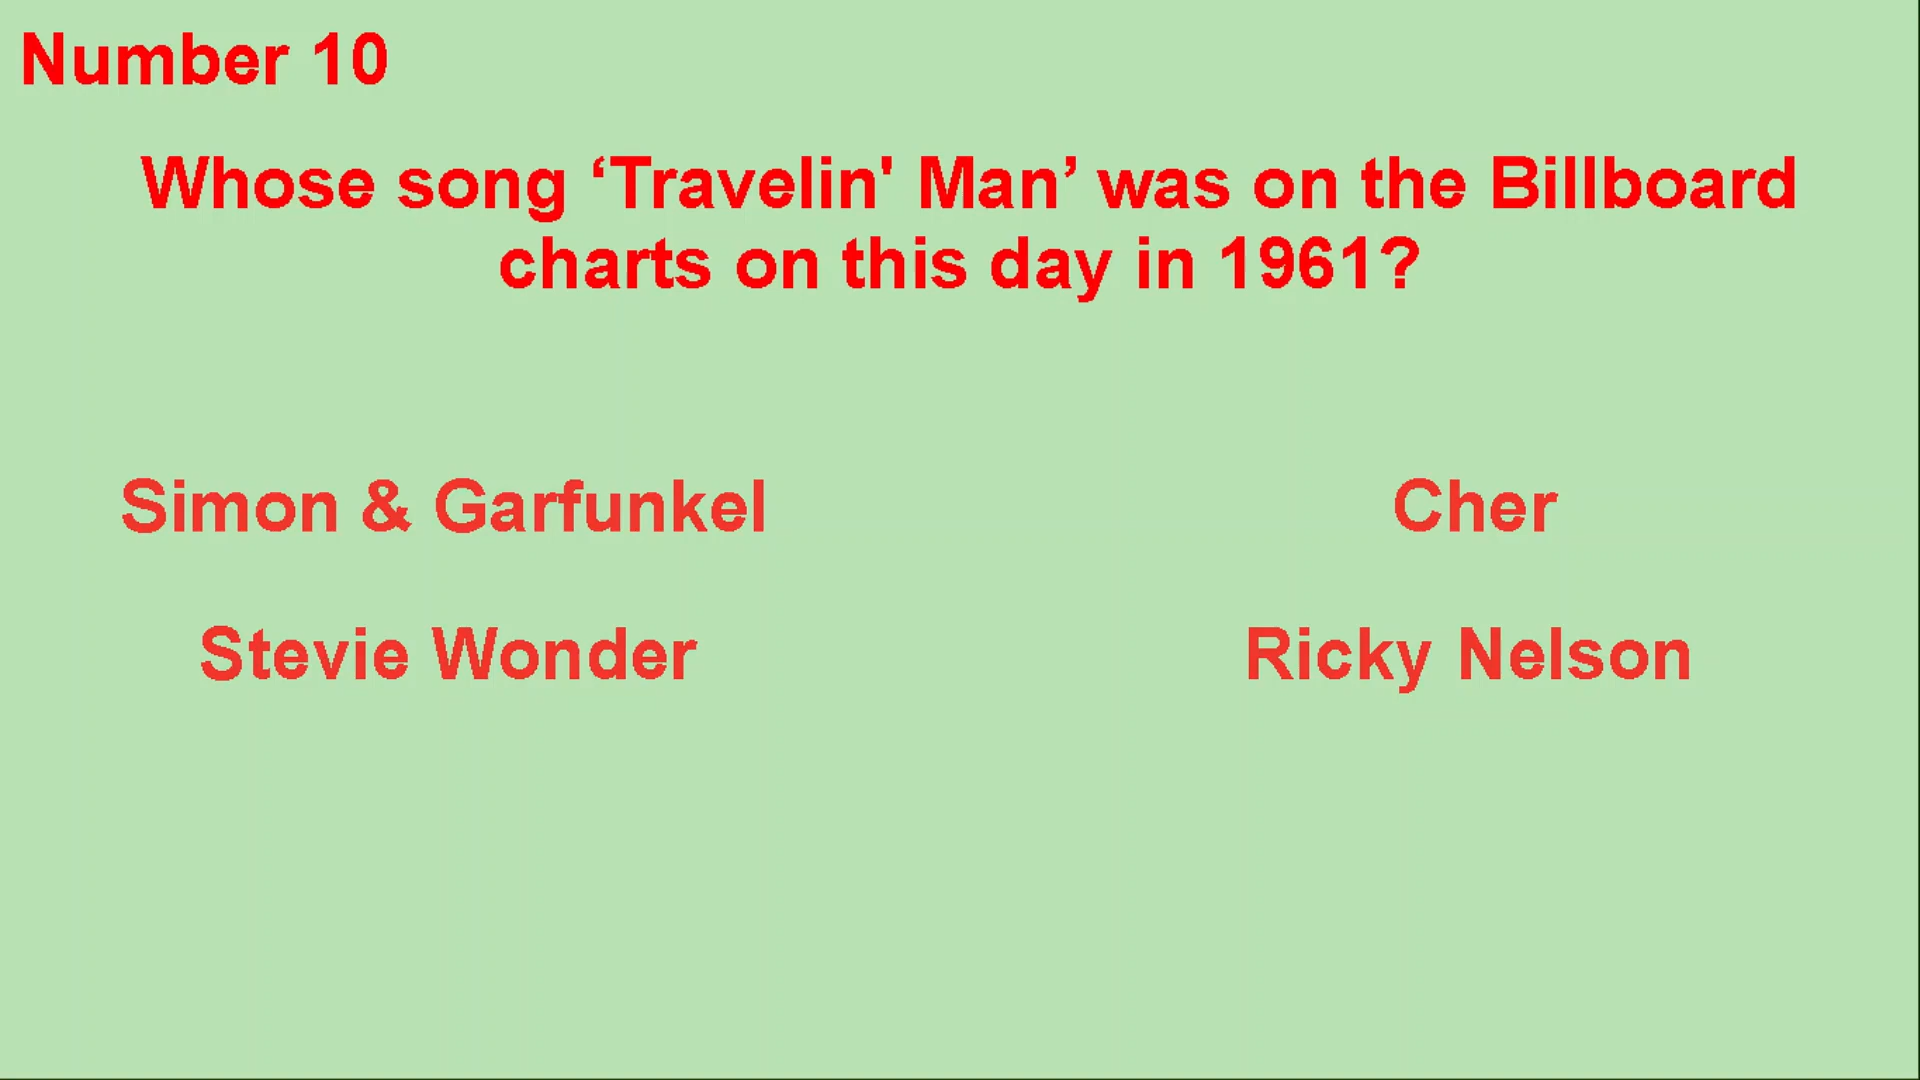 Number 10
Whose song ‘Travelin' Man’ was on the Billboard
charts on this day in 1961?
Simon & Garfunkel
Cher
Stevie Wonder
Ricky Nelson